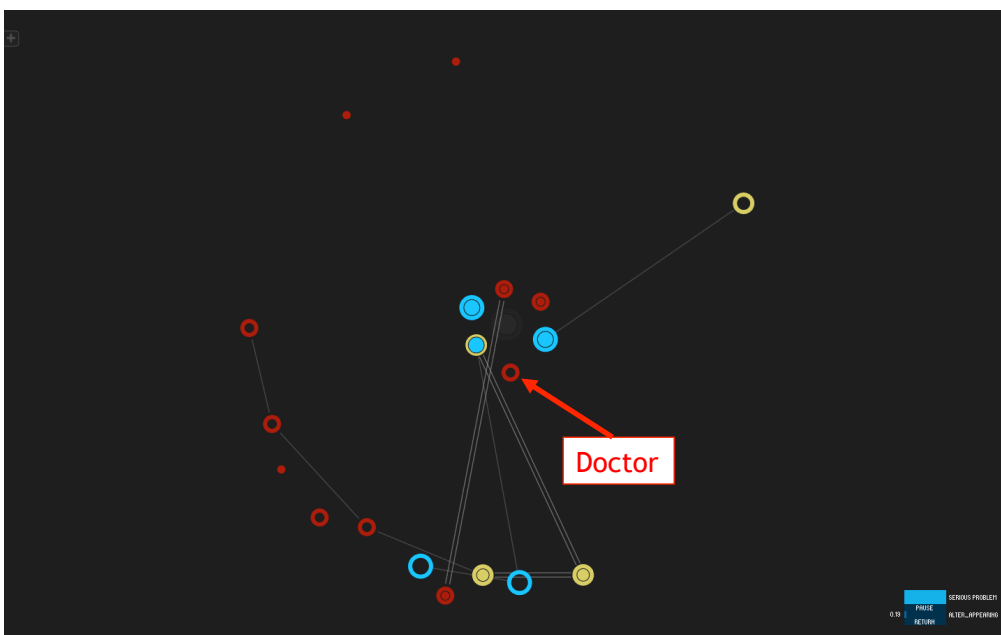 Doctor
SERIOUS PROBLEM
PAUSE
0.19
ALTER_APPEARING
RETURN